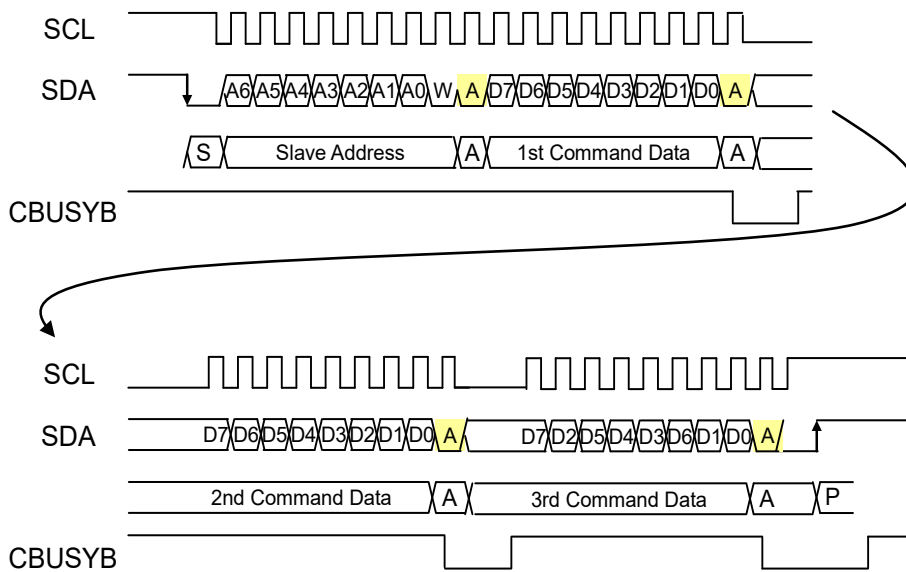 SCL
SDA A6 A5 A4 A3 A2 A1 A0 W A D7 D6 D5 D4 D3 D2 D1 D0 A
S Slave Address A 1st Command Data A
CBUSYB
SCL
SDA D7 D6 D5 D4 D3 D2 D1 D0 A D7 D2 D5 D4 D3 D6 D1 D0 A
2nd Command Data A 3rd Command Data A P
CBUSYB